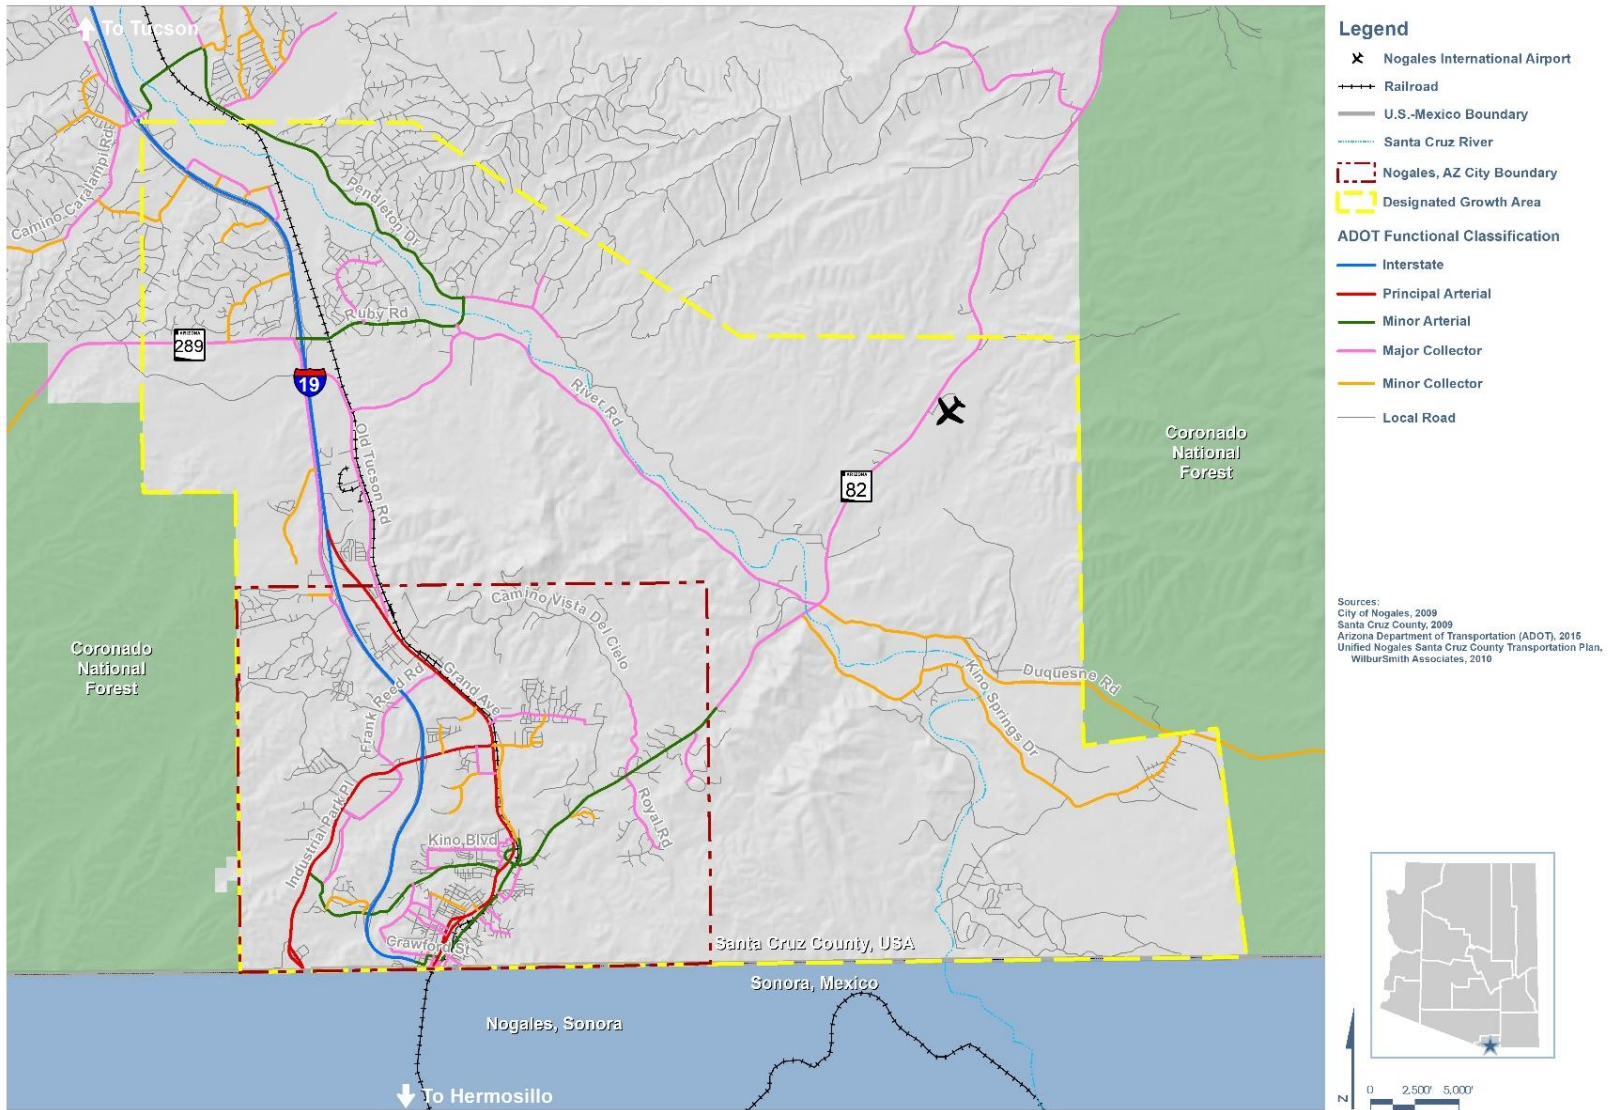 To Tucson
Camino Caralampi Rd
Pendleton Dr
Ruby Rd
ARIZONA
289
19
River Rd
Old Tucson Rd
ARIZONA
82
Coronado
National
Forest
Camino Vista Del Cielo
Coronado
National
Forest
Frank Reed Rd
Grand Ave
Duquesne Rd
Kino Springs Dr
Industrial Park Pl
Royal Rd
Kino Blvd
Crawford St
Santa Cruz County, USA
Sonora, Mexico
Nogales, Sonora
To Hermosillo
Legend
Nogales International Airport
Railroad
U.S.-Mexico Boundary
Santa Cruz River
Nogales, AZ City Boundary
Designated Growth Area
ADOT Functional Classification
Interstate
Principal Arterial
Minor Arterial
Major Collector
Minor Collector
Local Road
Sources:
City of Nogales, 2009
Santa Cruz County, 2009
Arizona Department of Transportation (ADOT), 2015
Unified Nogales Santa Cruz County Transportation Plan,
WilburSmith Associates, 2010
N
0 2,500' 5,000'